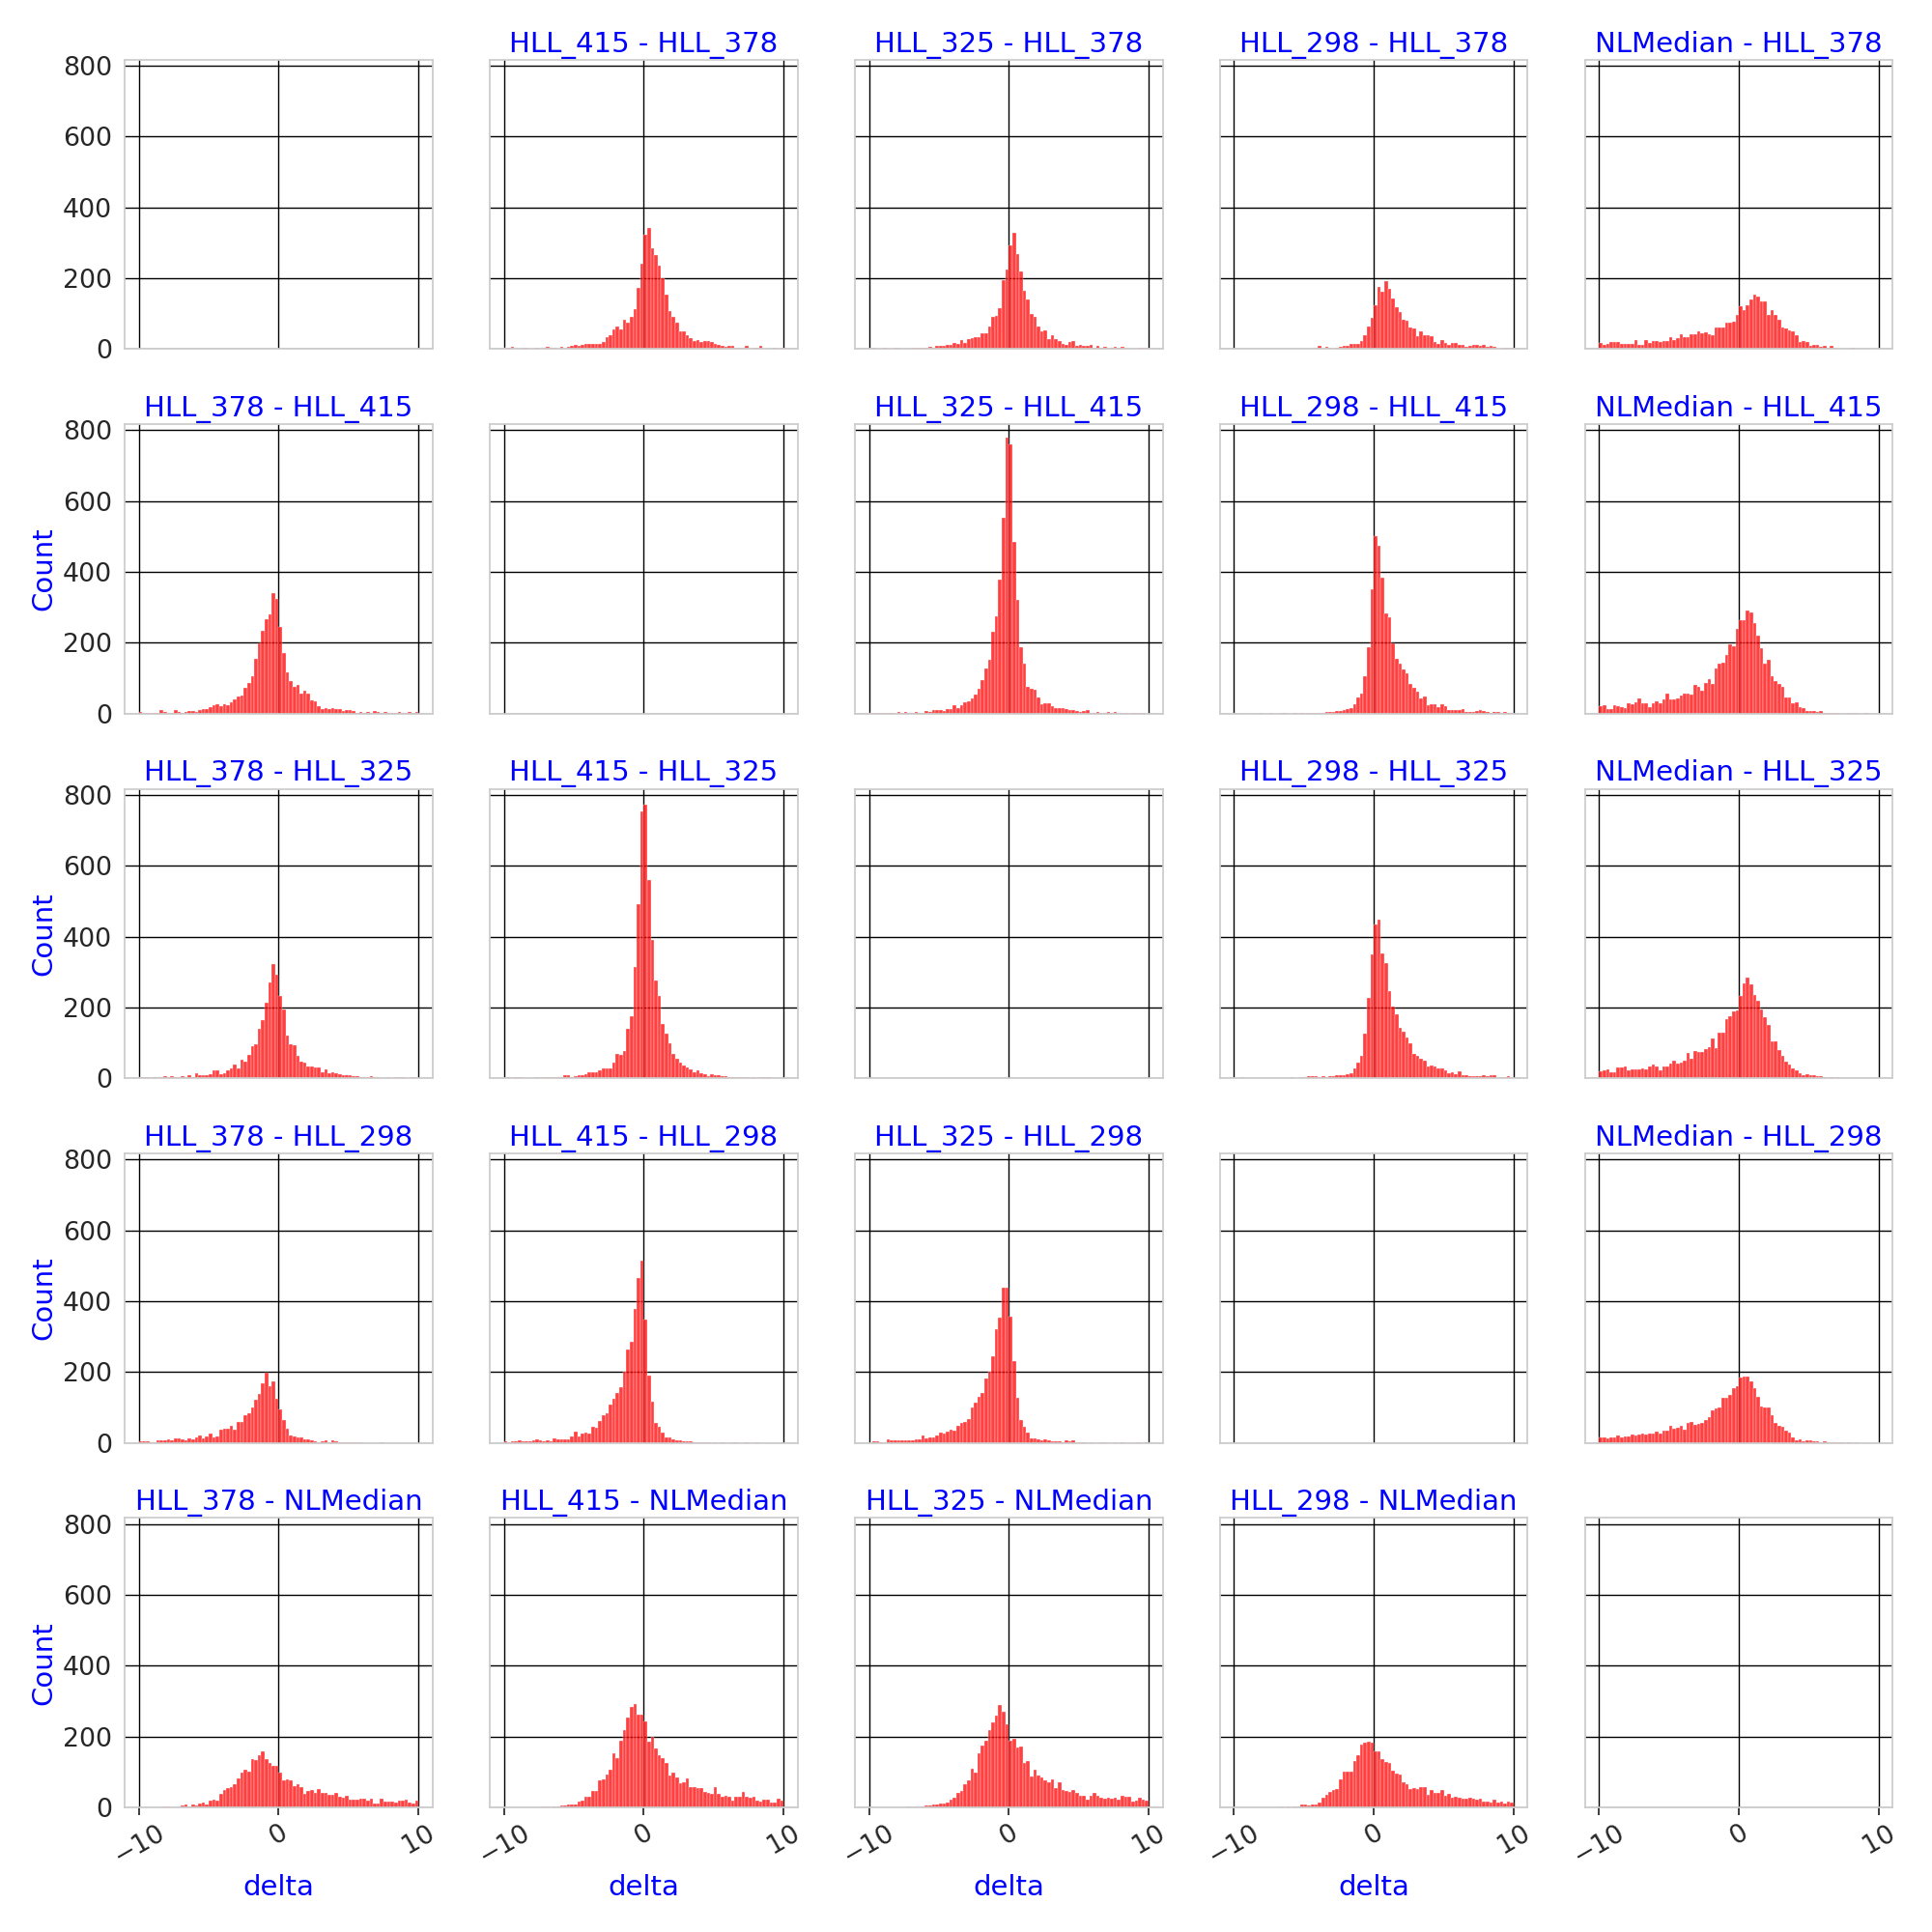 HLL_415 - HLL_378
HLL_325 - HLL_378
HLL_298 - HLL_378
NLMedian - HLL_378
800
600
400
200
0
HLL_378 - HLL_415
HLL_325 - HLL_415
HLL_298 - HLL_415
NLMedian - HLL_415
800
600
400
200
0
Count
HLL_378 - HLL_325
HLL_415 - HLL_325
HLL_298 - HLL_325
NLMedian - HLL_325
800
600
400
200
0
Count
HLL_378 - HLL_298
HLL_415 - HLL_298
HLL_325 - HLL_298
NLMedian - HLL_298
800
600
400
200
0
Count
HLL_378 - NLMedian
HLL_415 - NLMedian
HLL_325 - NLMedian
HLL_298 - NLMedian
800
600
400
200
0
Count
−10 0 10
−10 0 10
−10 0 10
−10 0 10
−10 0 10
delta
delta
delta
delta